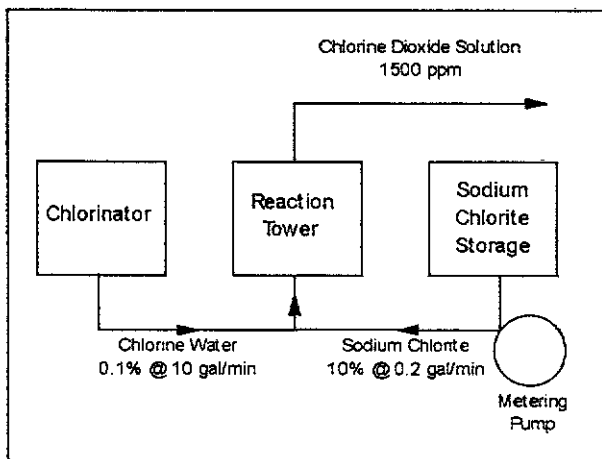 Chlorine Dioxide Solution
1500 ppm
Chlorinator
Reaction
Tower
Sodium
Chlorite
Storage
Chlorine Water
0.1% @ 10 gal/min
Sodium Chlorite
10% @ 0.2 gal/min
Metering
Pump